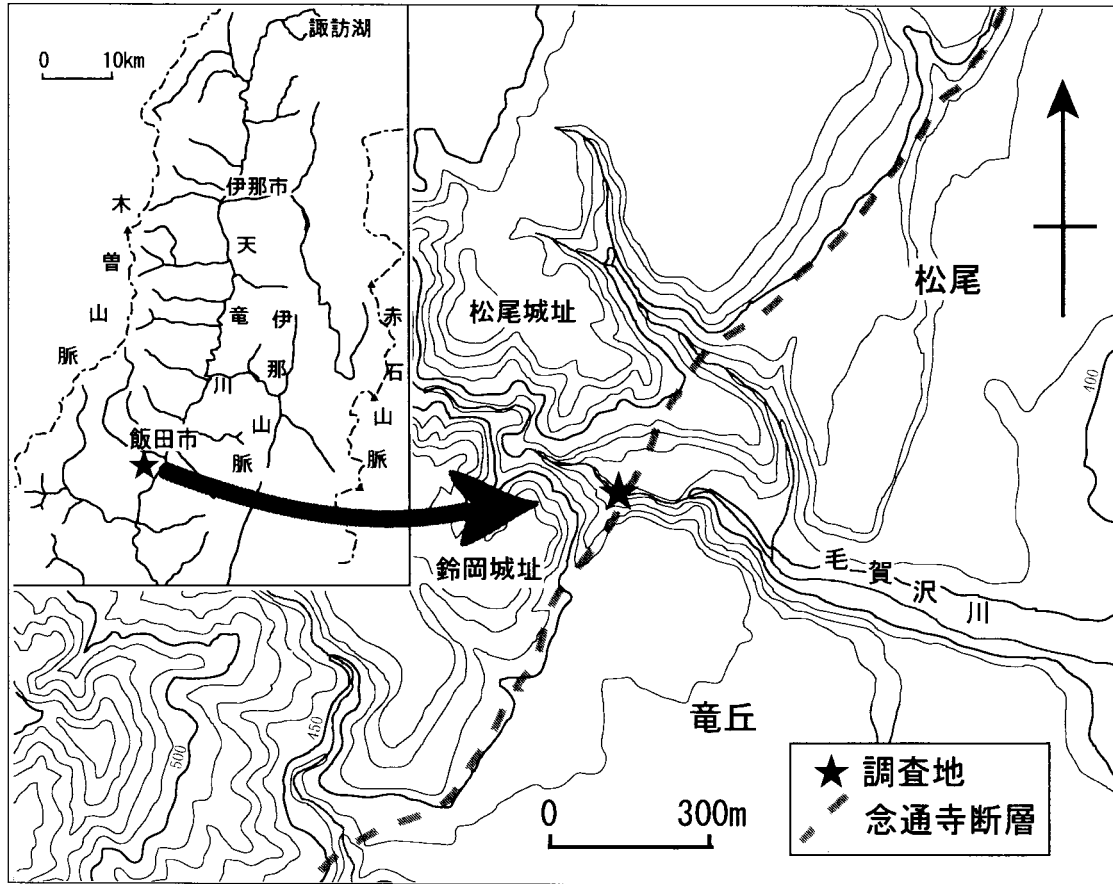 諏訪湖
0 10km
伊那市
木曽山脈
天竜川
伊那山脈
赤石山脈
飯田市
松尾
松尾城址
400
鈴岡城址
毛賀沢川
竜丘
500
450
0 300m
★ 調査地
念通寺断層